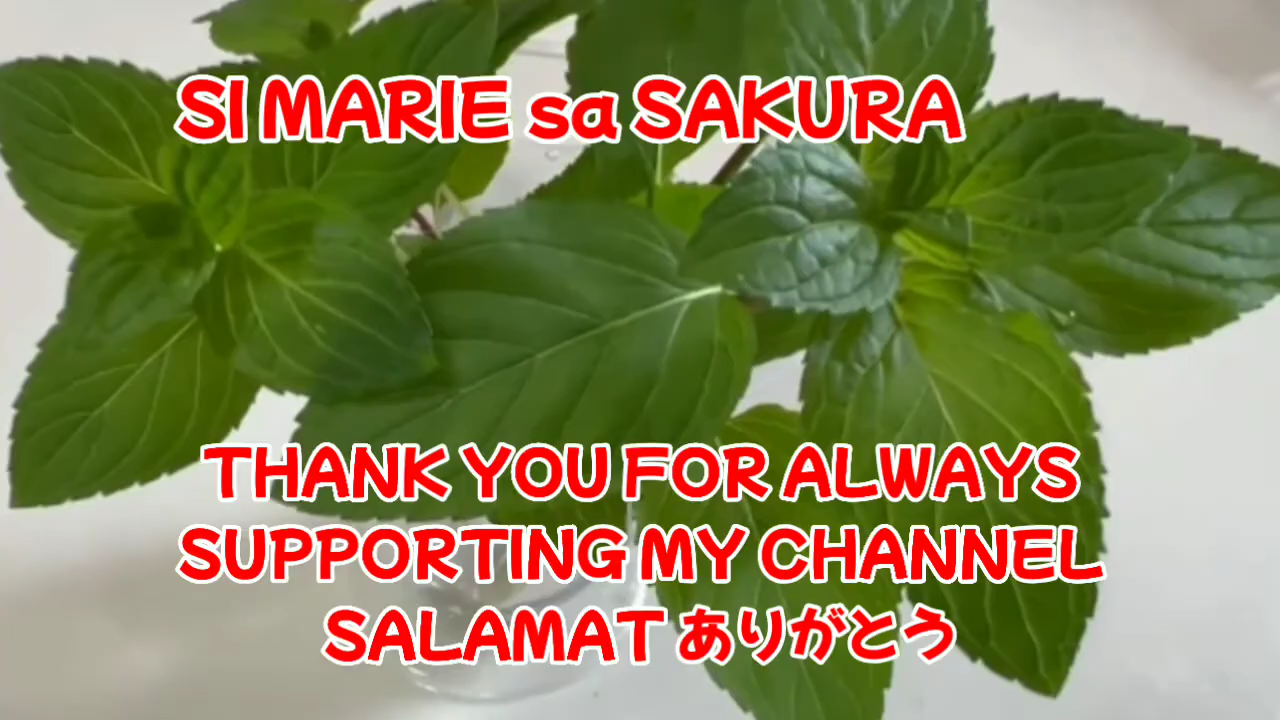 SI MARIE sa SAKURA
THANK YOU FOR ALWAYS
SUPPORTING MY CHANNEL
SALAMAT ありがとう